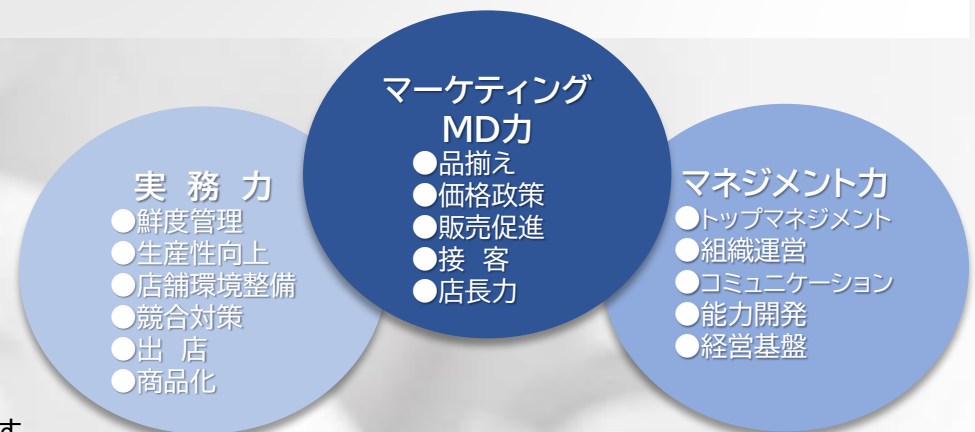 マーケティング
MD力
●品揃え
●価格政策
●販売促進
●接 客
●店長力
実 務 力
●鮮度管理
●生産性向上
●店舗環境整備
●競合対策
●出 店
●商品化
マネジメント力
●トップマネジメント
●組織運営
●コミュニケーション
●能力開発
●経営基盤
す